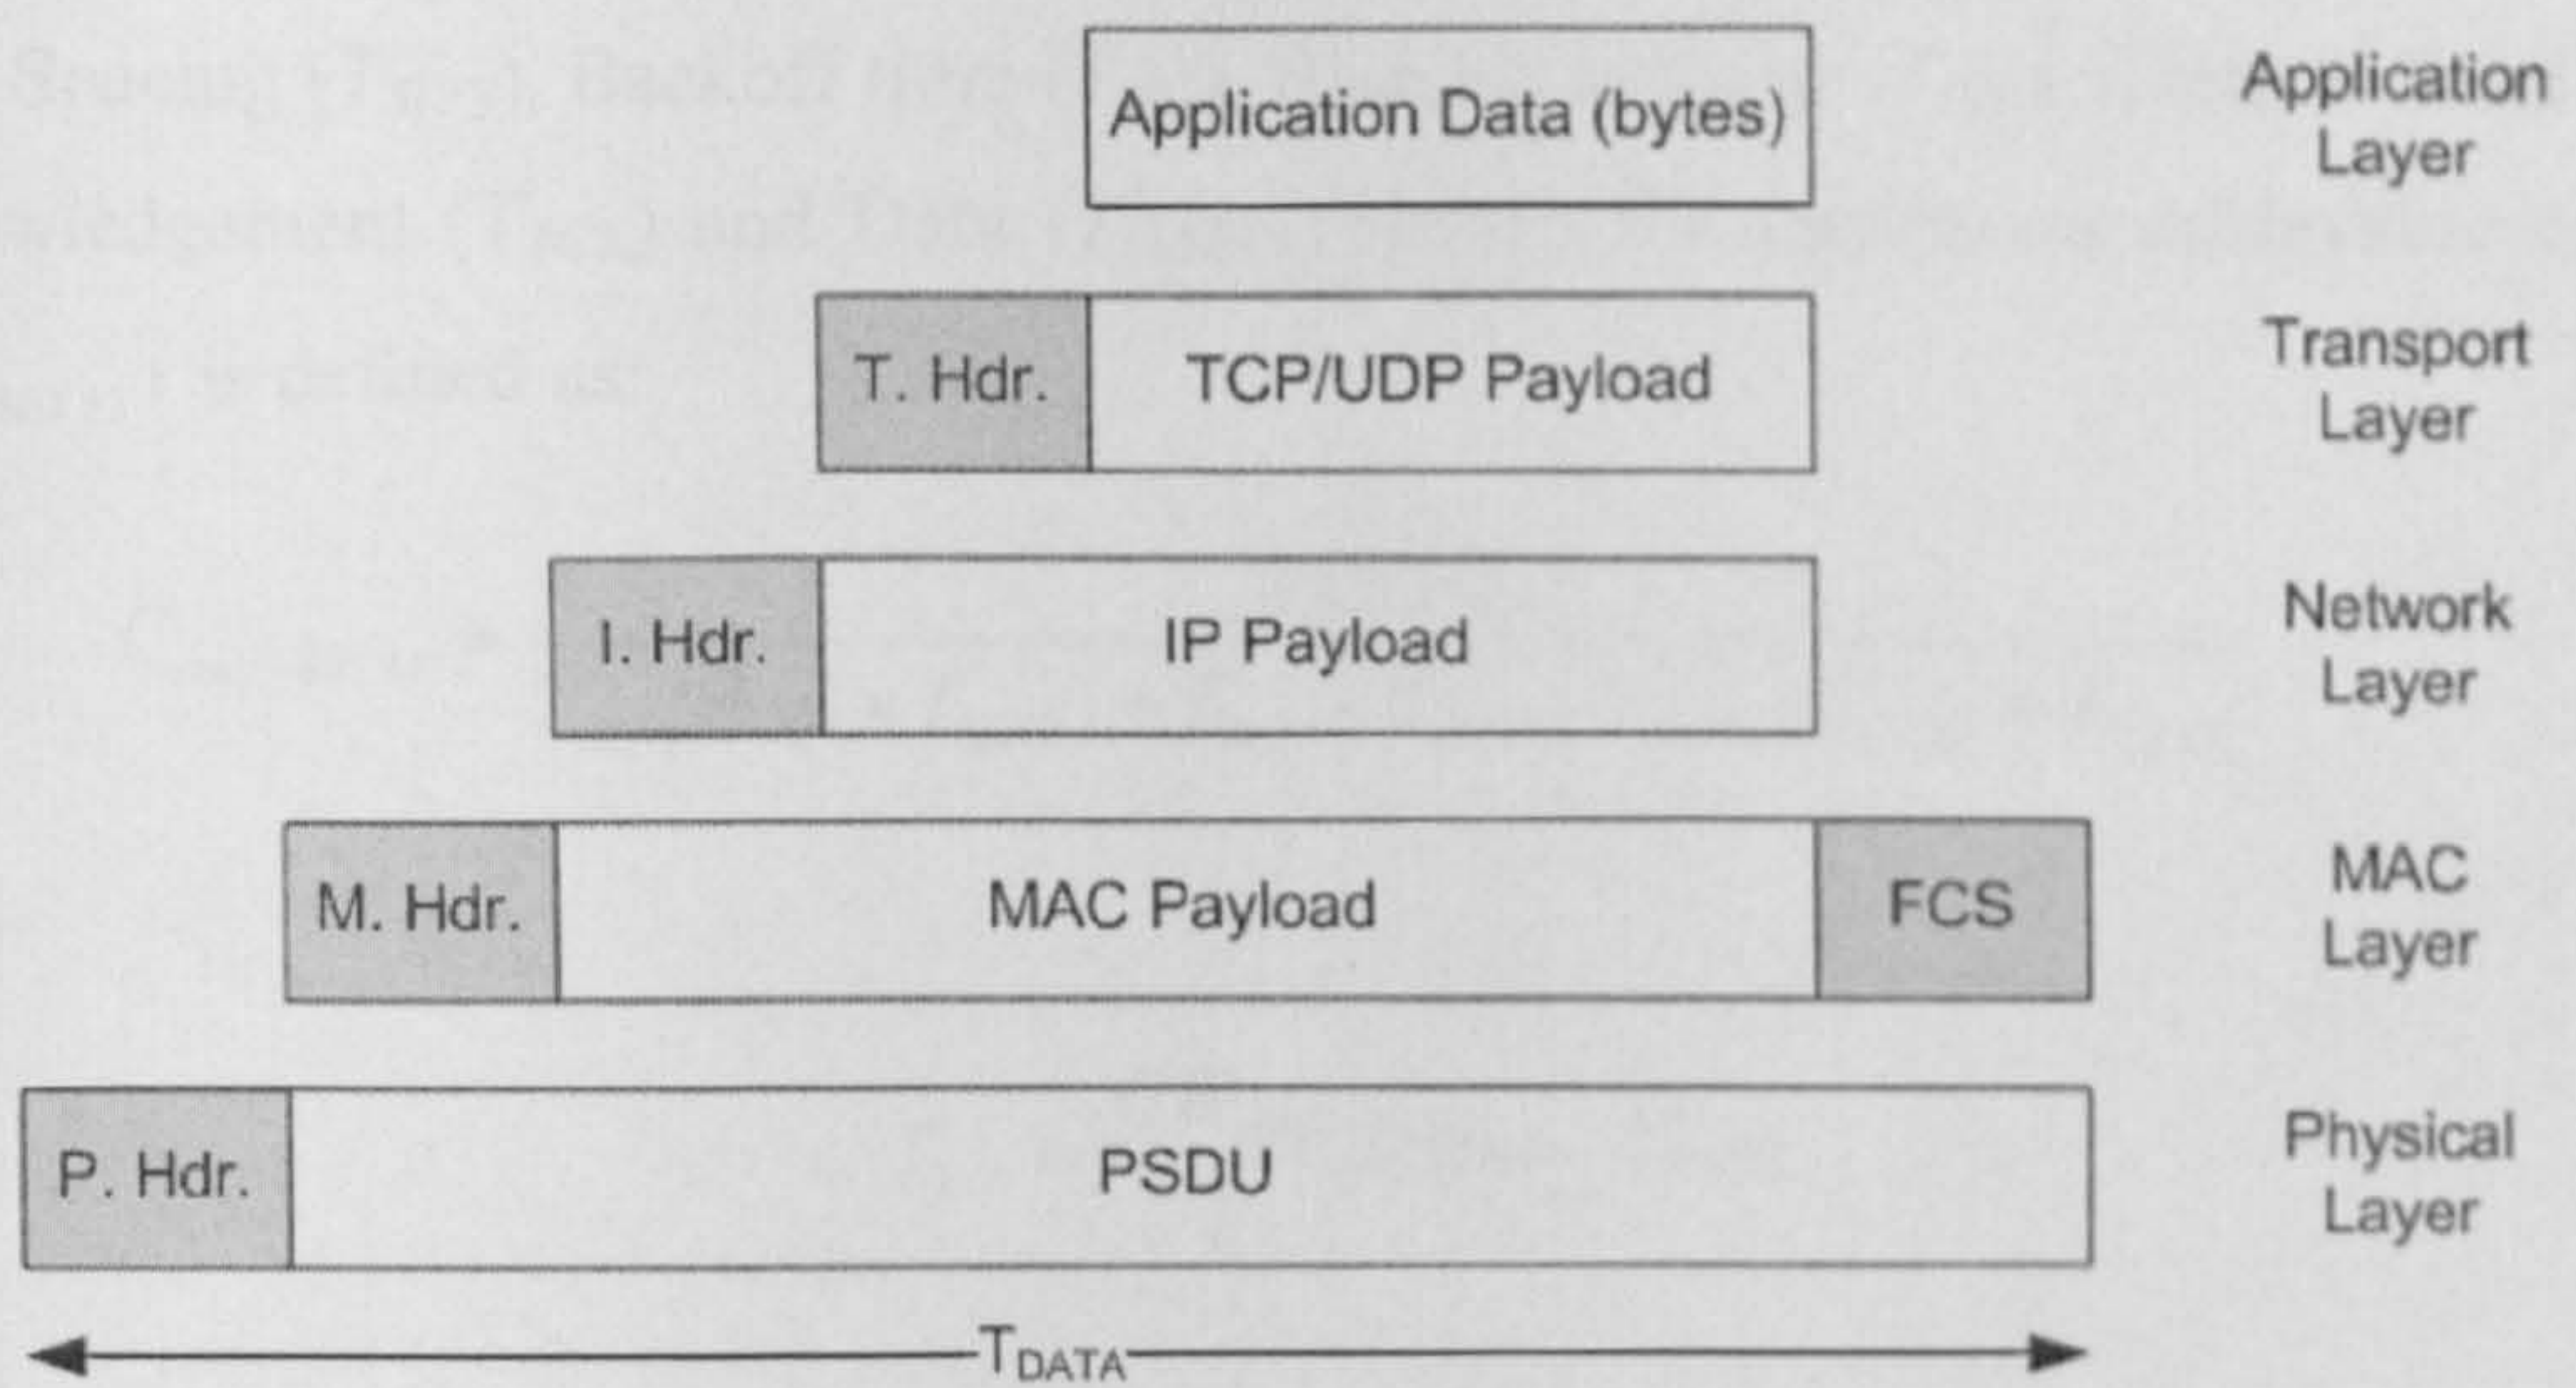 Application Data (bytes)
Application
Layer
T. Hdr.
TCP/UDP Payload
Transport
Layer
I. Hdr.
IP Payload
Network
Layer
M. Hdr.
MAC Payload
FCS
MAC
Layer
P. Hdr.
PSDU
Physical
Layer
TDATA